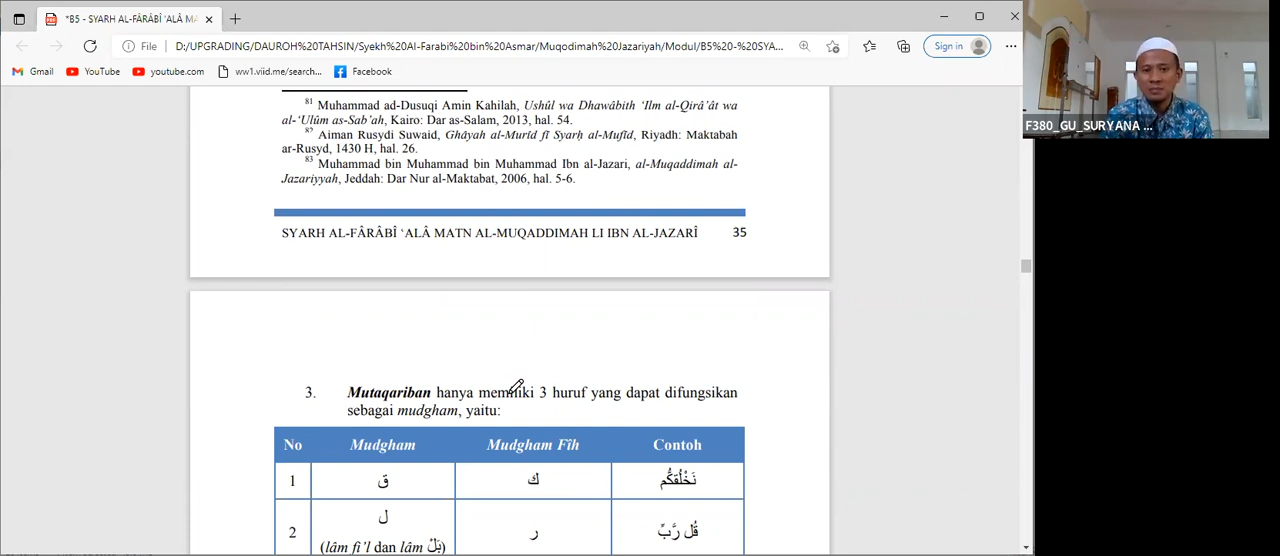 *B5 - SYARH AL-FÂRÂBÎ 'ALÂ MA
File
D:/UPGRADING/DAUROH%20TAHSIN/Syekh%20Al-Farabi%20bin%20Asmar/Muqodimah%20Jazariyah/Modul/B5%20-%20SYA...
Sign in
Gmail YouTube youtube.com ww1.viid.me/search... Facebook
F380_GU_SURYANA ...
81 Muhammad ad-Dusuqi Amin Kahilah, Ushûl wa Dhawâbith 'Ilm al-Qirâ'ât wa
al-'Ulûm as-Sab'ah, Kairo: Dar as-Salam, 2013, hal. 54.
82 Aiman Rusydi Suwaid, Ghâyah al-Murîd fî Syarḥ al-Mufîd, Riyadh: Maktabah
ar-Rusyd, 1430 H, hal. 26.
83 Muhammad bin Muhammad bin Muhammad Ibn al-Jazari, al-Muqaddimah al-
Jazariyyah, Jeddah: Dar Nur al-Maktabat, 2006, hal. 5-6.
SYARH AL-FÂRÂBÎ 'ALÂ MATN AL-MUQADDIMAH LI IBN AL-JAZARÎ 35
3. Mutaqariban hanya memiliki 3 huruf yang dapat difungsikan
sebagai mudgham, yaitu:
No Mudgham Mudgham Fîh Contoh
1 ق ك نَخْلُقكُّم
2 ل ر قُل رَّبِّ
(lâm fi'l dan lâm بَلْ)